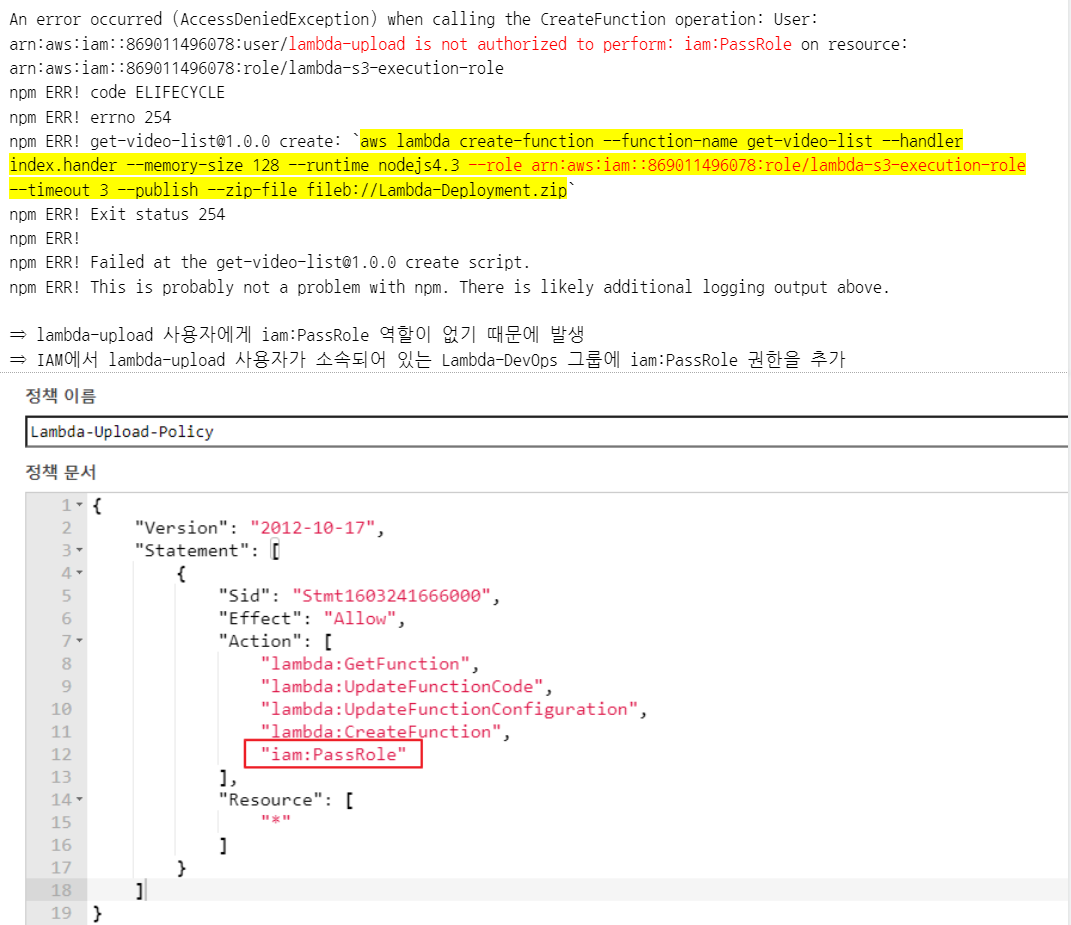 An error occurred (AccessDeniedException) when calling the CreateFunction operation: User:
arn:aws:iam::869011496078:user/lambda-upload is not authorized to perform: iam:PassRole on resource:
arn:aws:iam::869011496078:role/lambda-s3-execution-role
npm ERR! code ELIFECYCLE
npm ERR! errno 254
npm ERR! get-video-list@1.0.0 create: `aws lambda create-function --function-name get-video-list --handler
index.hander --memory-size 128 --runtime nodejs4.3 --role arn:aws:iam::869011496078:role/lambda-s3-execution-role
--timeout 3 --publish --zip-file fileb://Lambda-Deployment.zip`
npm ERR! Exit status 254
npm ERR!
npm ERR! Failed at the get-video-list@1.0.0 create script.
npm ERR! This is probably not a problem with npm. There is likely additional logging output above.
⇒ lambda-upload 사용자에게 iam:PassRole 역할이 없기 때문에 발생
⇒ IAM에서 lambda-upload 사용자가 소속되어 있는 Lambda-DevOps 그룹에 iam:PassRole 권한을 추가
정책 이름
Lambda-Upload-Policy
정책 문서
1 {
2 "Version": "2012-10-17",
3 "Statement": [
4 {
5 "Sid": "Stmt1603241666000",
6 "Effect": "Allow",
7 "Action": [
8 "lambda:GetFunction",
9 "lambda:UpdateFunctionCode",
10 "lambda:UpdateFunctionConfiguration",
11 "lambda:CreateFunction",
12 "iam:PassRole"
13 ],
14 "Resource": [
15 "*"
16 ]
17 }
18 ]
19 }